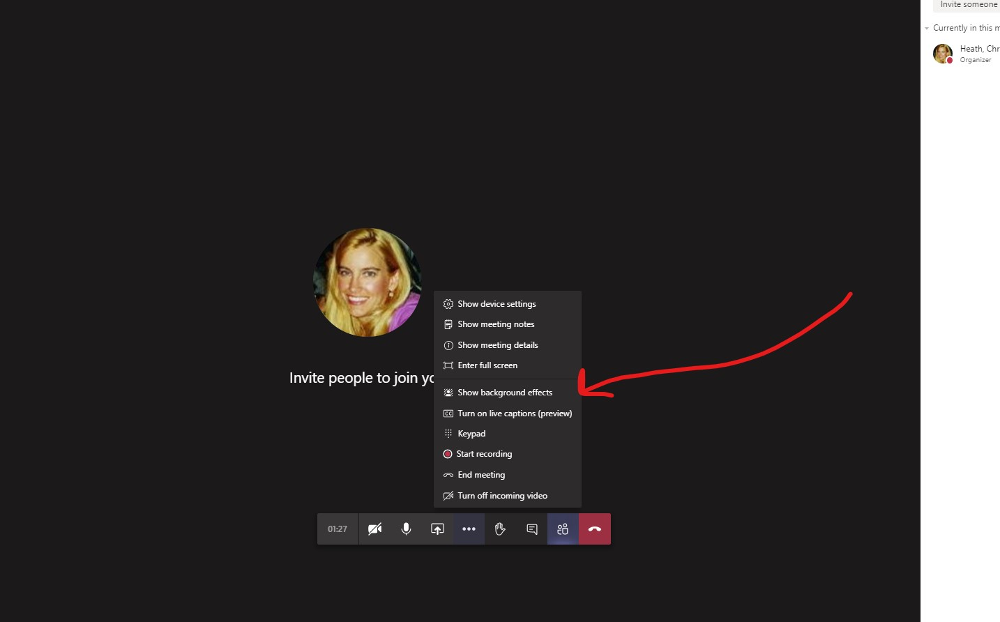 Invite someone
Currently in this m
Heath, Chr
Organizer
Invite people to join yo
Show device settings
Show meeting notes
Show meeting details
Enter full screen
Show background effects
CC Turn on live captions (preview)
Keypad
Start recording
End meeting
Turn off incoming video
01:27